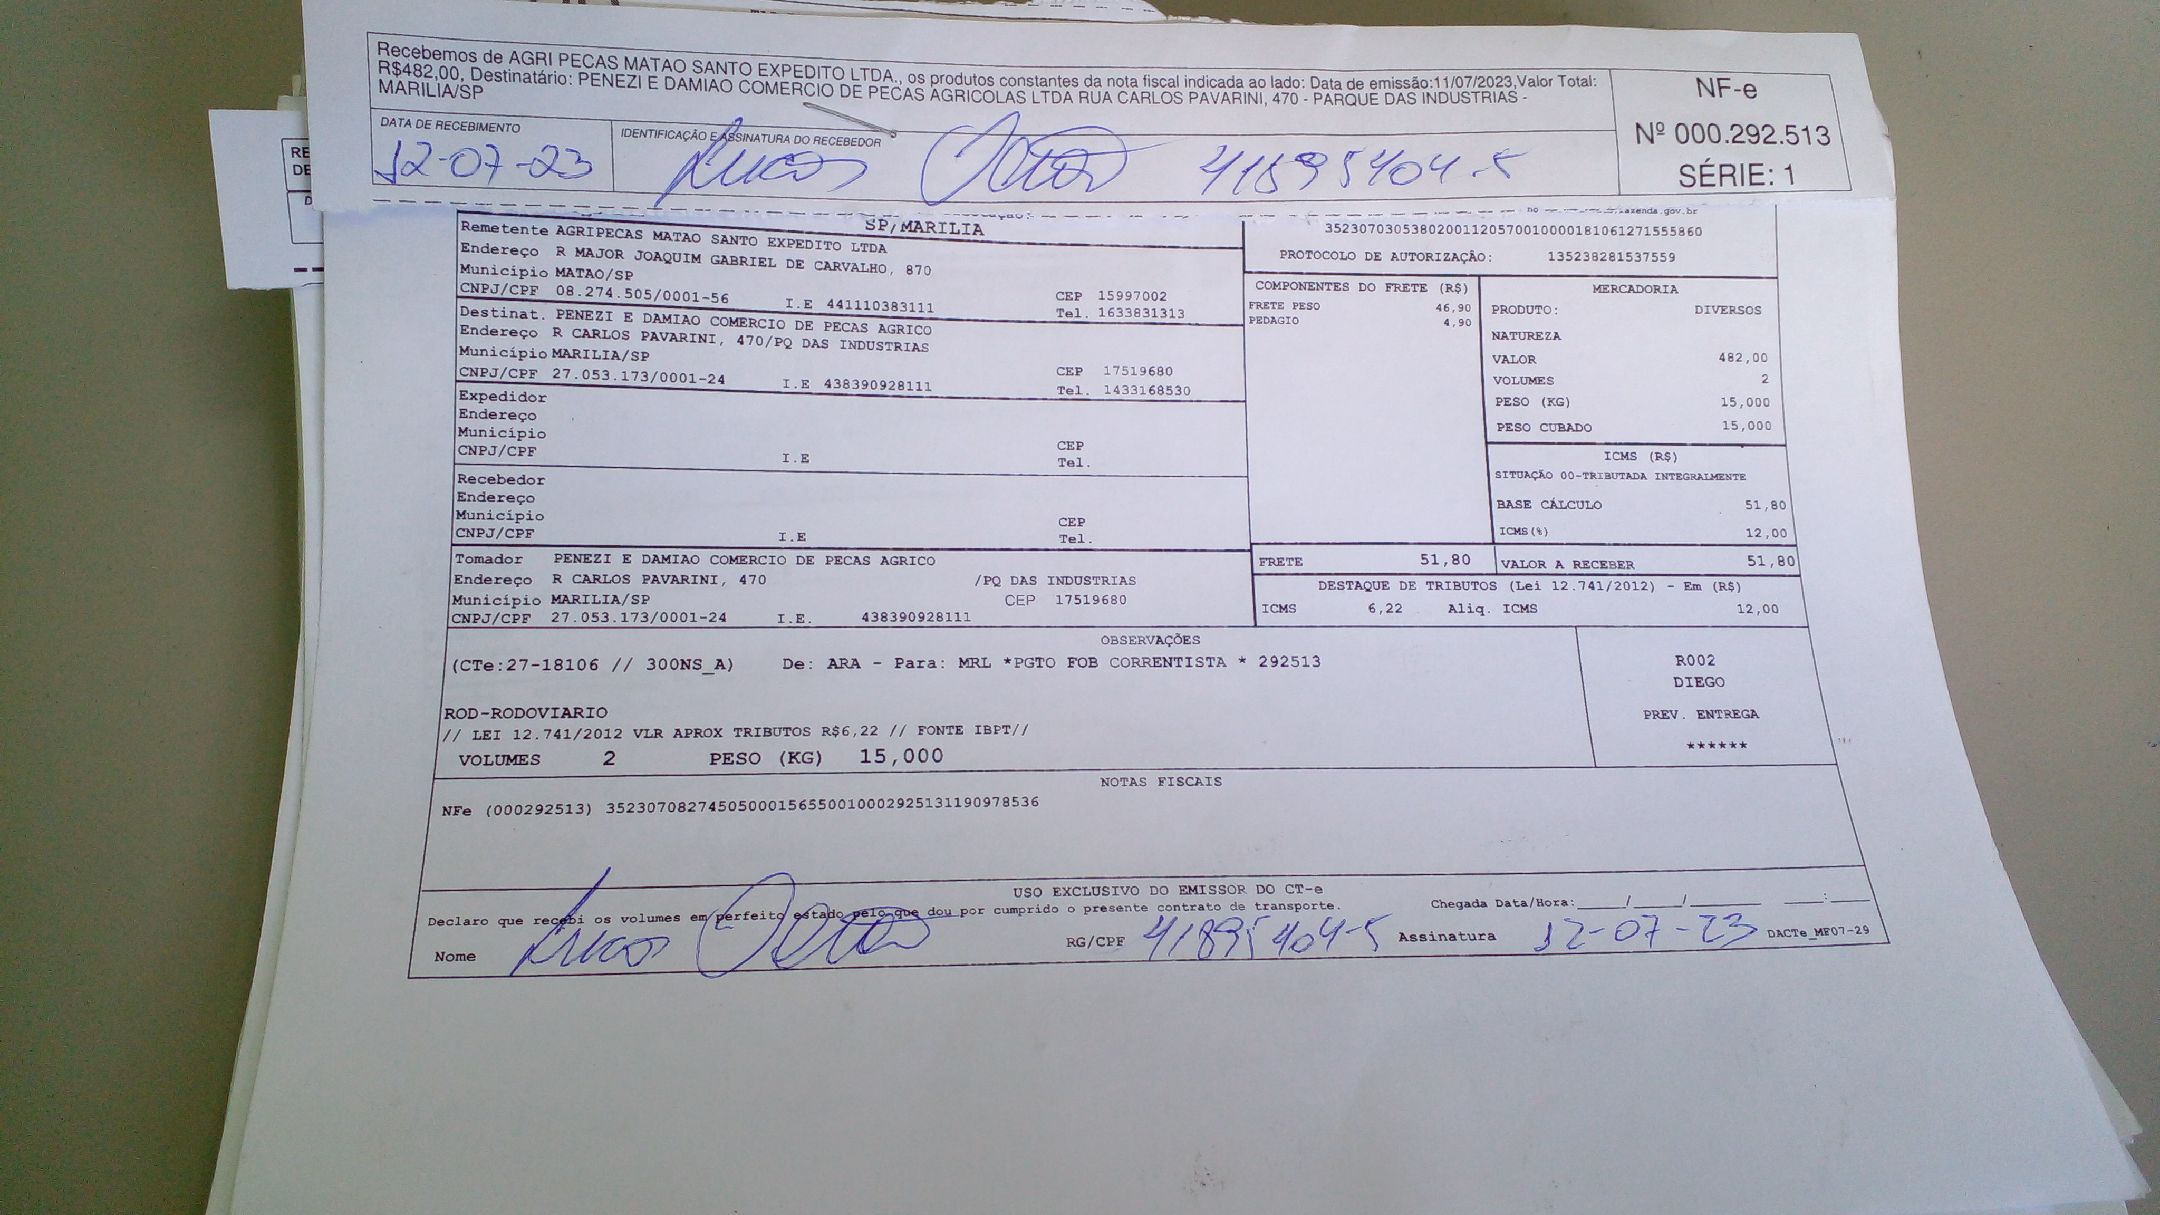 Recebemos de AGRI PECAS MATAO SANTO EXPEDITO LTDA., os produtos constantes da nota fiscal indicada ao lado: Data de emissão:11/07/2023,Valor Total:
R$482,00, Destinatário: PENEZI E DAMIAO COMERCIO DE PECAS AGRICOLAS LTDA RUA CARLOS PAVARINI, 470 - PARQUE DAS INDUSTRIAS -
MARILIA/SP
NF-e
Nº 000.292.513
SÉRIE: 1
DATA DE RECEBIMENTO
12-07-23
IDENTIFICAÇÃO E ASSINATURA DO RECEBEDOR
Lucas 41895404-5
RE
DE
SP/MARILIA
azenda.gov.br
Remetente AGRIPECAS MATAO SANTO EXPEDITO LTDA
Endereço R MAJOR JOAQUIM GABRIEL DE CARVALHO, 870
Município MATAO/SP
CEP 15997002
CNPJ/CPF 08.274.505/0001-56 I.E 441110383111
Tel. 1633831313
35230703053802001120570010000181061271555860
PROTOCOLO DE AUTORIZAÇÃO: 135238281537559
Destinat. PENEZI E DAMIAO COMERCIO DE PECAS AGRICO
Endereço R CARLOS PAVARINI, 470/PQ DAS INDUSTRIAS
Município MARILIA/SP
CEP 17519680
CNPJ/CPF 27.053.173/0001-24 I.E 438390928111
Tel. 1433168530
Expedidor
Endereço
Município
CEP
CNPJ/CPF I.E
Tel.
Recebedor
Endereço
Município
CEP
CNPJ/CPF I.E
Tel.
Tomador PENEZI E DAMIAO COMERCIO DE PECAS AGRICO
Endereço R CARLOS PAVARINI, 470 /PQ DAS INDUSTRIAS
Município MARILIA/SP CEP 17519680
CNPJ/CPF 27.053.173/0001-24 I.E. 438390928111
COMPONENTES DO FRETE (R$)
FRETE PESO 46,90
PEDAGIO 4,90
MERCADORIA
PRODUTO: DIVERSOS
NATUREZA
VALOR 482,00
VOLUMES 2
PESO (KG) 15,000
PESO CUBADO 15,000
ICMS (R$)
SITUAÇÃO 00-TRIBUTADA INTEGRALMENTE
BASE CÁLCULO 51,80
ICMS(%) 12,00
FRETE 51,80
VALOR A RECEBER 51,80
DESTAQUE DE TRIBUTOS (Lei 12.741/2012) - Em (R$)
ICMS 6,22 Aliq. ICMS 12,00
OBSERVAÇÕES
(CTe:27-18106 // 300NS_A) De: ARA - Para: MRL *PGTO FOB CORRENTISTA * 292513
ROD-RODOVIARIO
// LEI 12.741/2012 VLR APROX TRIBUTOS R$6,22 // FONTE IBPT//
VOLUMES 2 PESO (KG) 15,000
R002
DIEGO
PREV. ENTREGA
******
NOTAS FISCAIS
NFe (000292513) 35230708274505000156550010002925131190978536
USO EXCLUSIVO DO EMISSOR DO CT-e
Declaro que recebi os volumes em perfeito estado pelo que dou por cumprido o presente contrato de transporte.
Chegada Data/Hora:____/____/______ ____:____
Nome Lucas
RG/CPF 41895404-5
Assinatura 12-07-23
DACTe_MF07-29